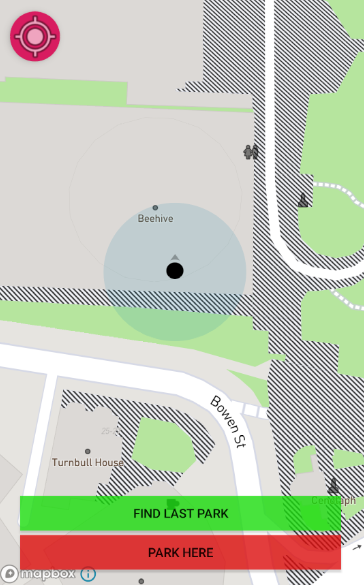 Beehive
Bowen St
Turnbull House
FIND LAST PARK
PARK HERE
mapbox